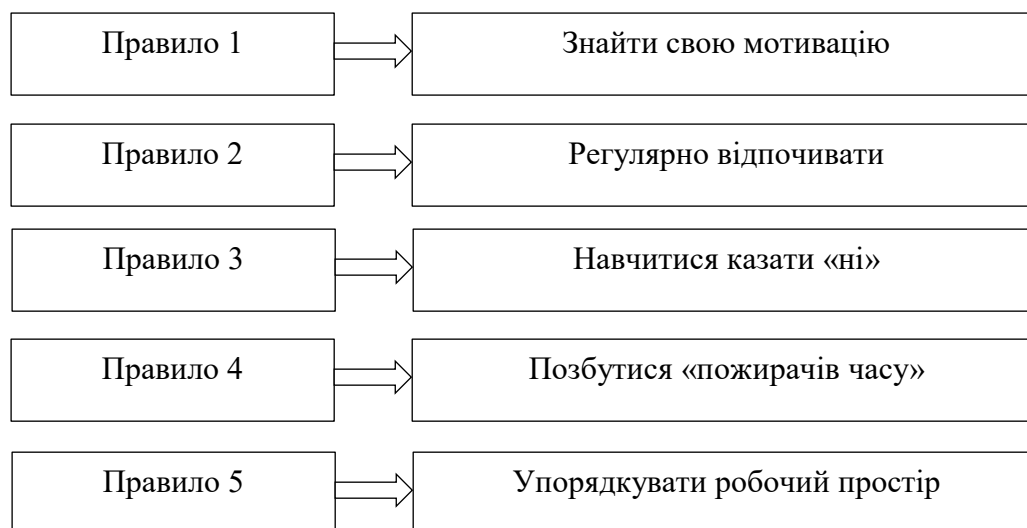 Правило 1
Знайти свою мотивацію
Правило 2
Регулярно відпочивати
Правило 3
Навчитися казати «ні»
Правило 4
Позбутися «пожирачів часу»
Правило 5
Упорядкувати робочий простір